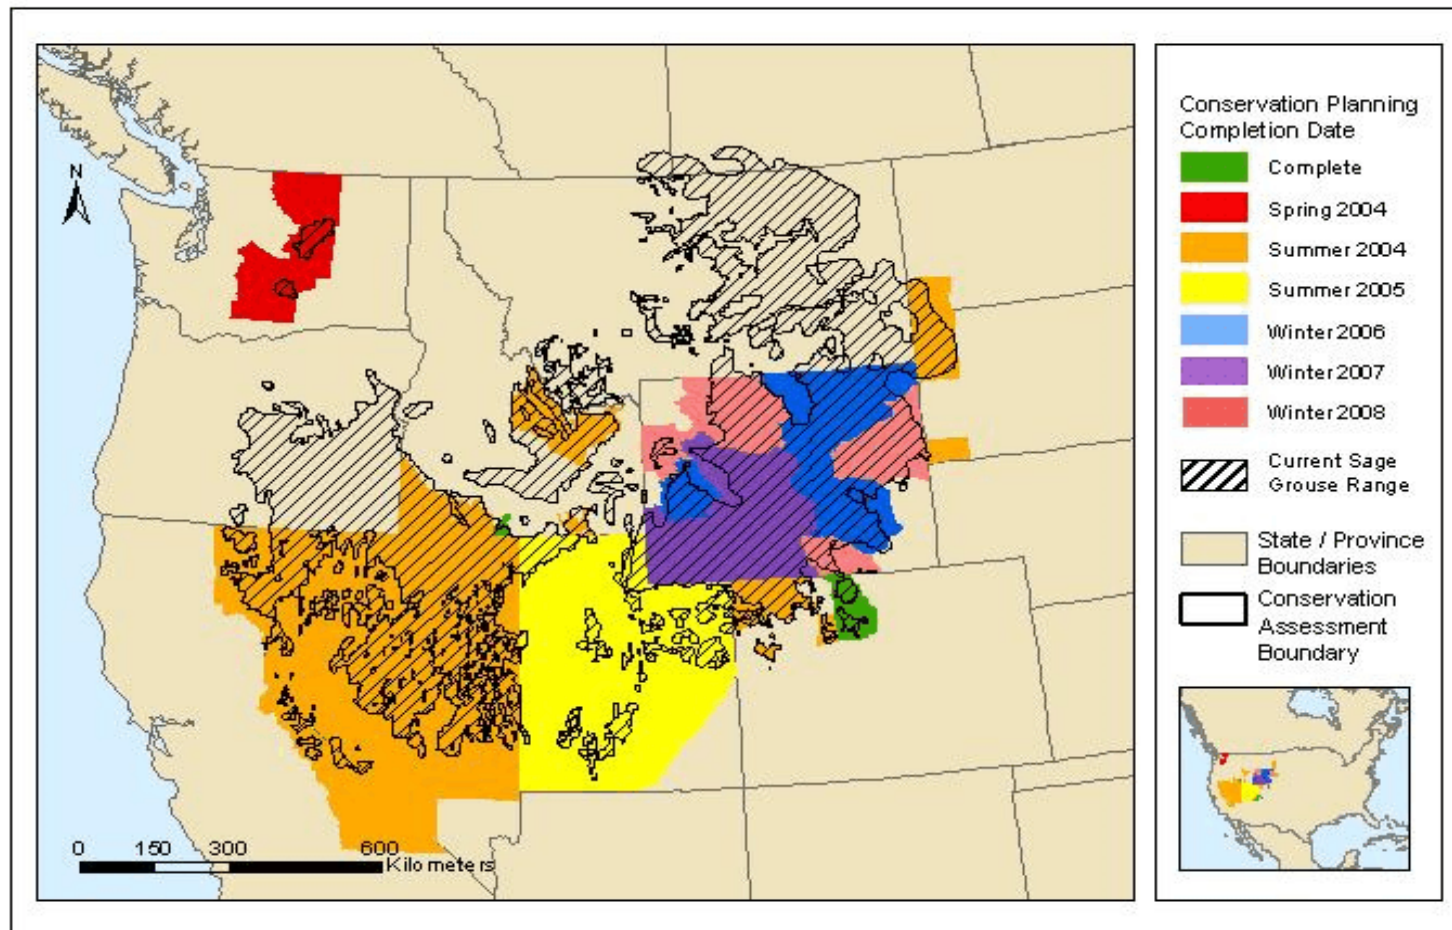 N
0 150 300 600
Kilometers
Conservation Planning
Completion Date
Complete
Spring 2004
Summer 2004
Summer 2005
Winter 2006
Winter 2007
Winter 2008
Current Sage
Grouse Range
State / Province
Boundaries
Conservation
Assessment
Boundary